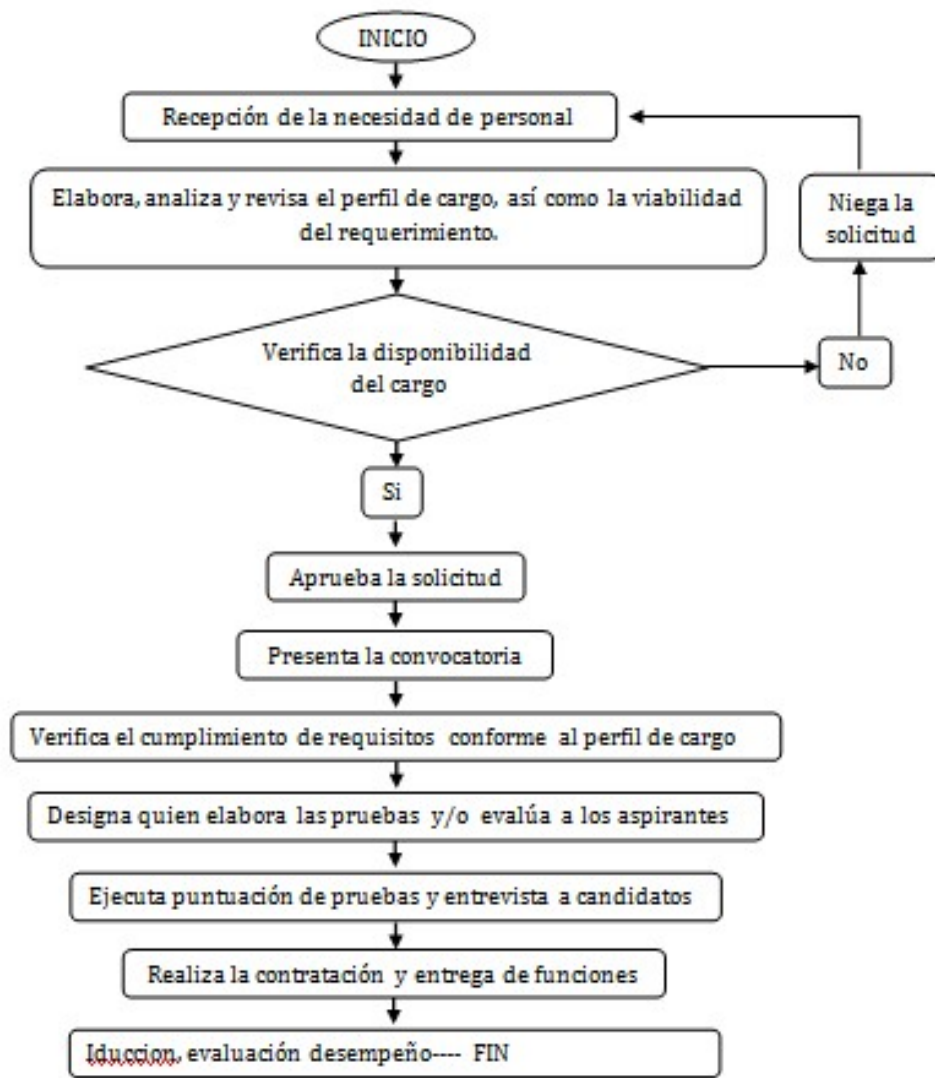 INICIO
Recepción de la necesidad de personal
Elabora, analiza y revisa el perfil de cargo, así como la viabilidad
del requerimiento.
Niega la
solicitud
Verifica la disponibilidad
del cargo
No
Si
Aprueba la solicitud
Presenta la convocatoria
Verifica el cumplimiento de requisitos conforme al perfil de cargo
Designa quien elabora las pruebas y/o evalúa a los aspirantes
Ejecuta puntuación de pruebas y entrevista a candidatos
Realiza la contratación y entrega de funciones
Iduccion, evaluación desempeño---- FIN